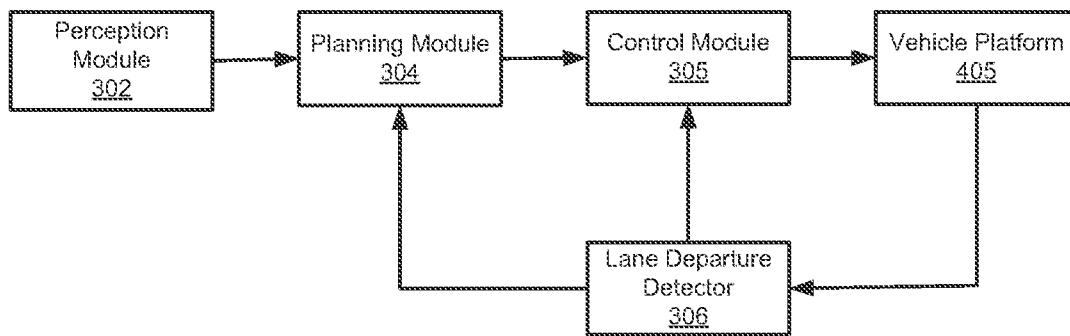 Perception
Module
302
Planning Module
304
Control Module
305
Vehicle Platform
405
Lane Departure
Detector
306